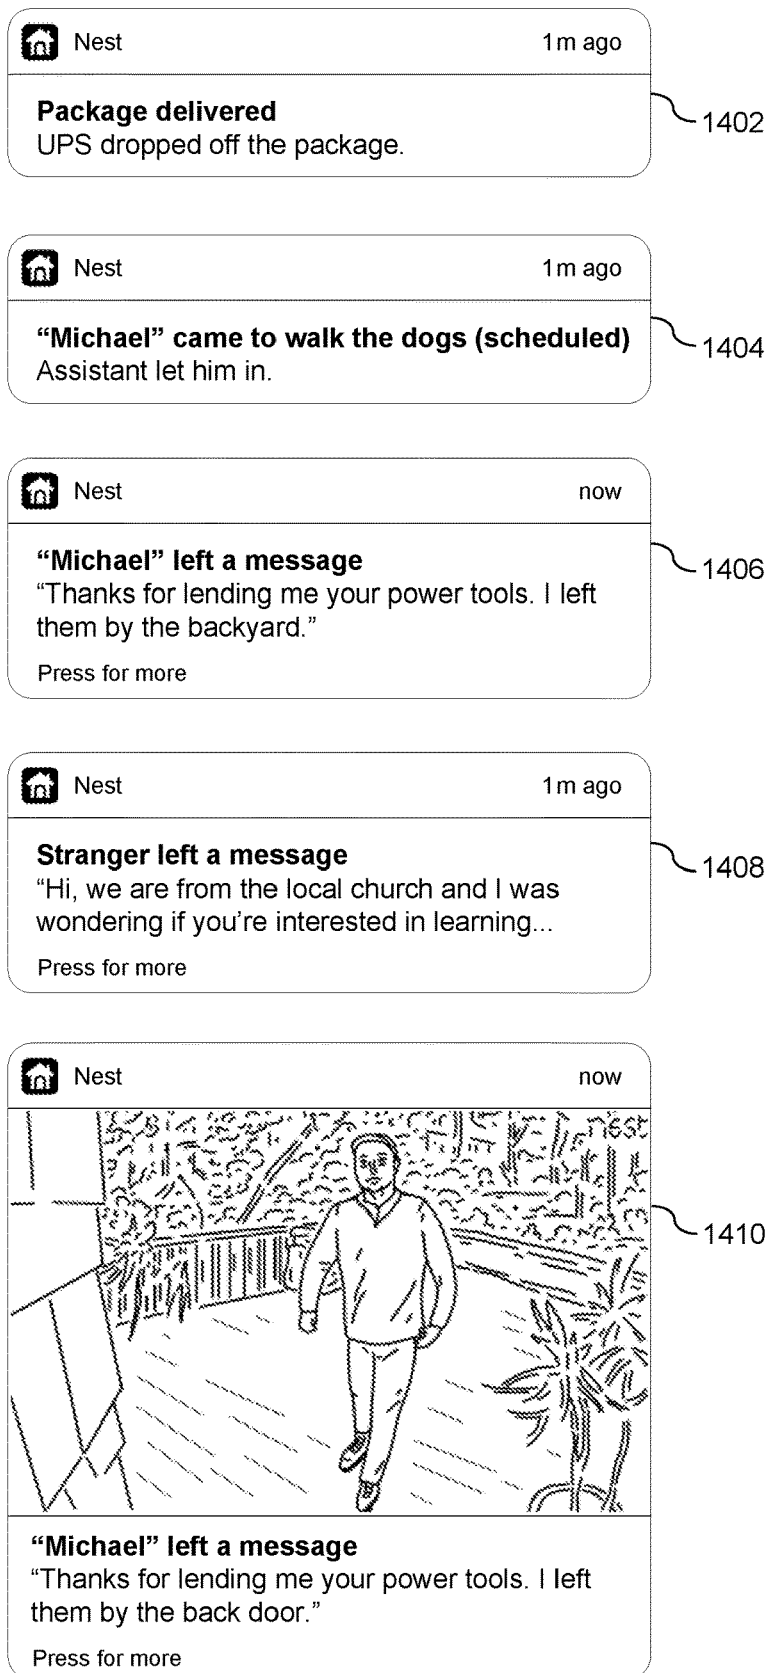 Nest 1m ago
Package delivered
UPS dropped off the package.
1402
Nest 1m ago
“Michael” came to walk the dogs (scheduled)
Assistant let him in.
1404
Nest now
“Michael” left a message
“Thanks for lending me your power tools. I left
them by the backyard.”
Press for more
1406
Nest 1m ago
Stranger left a message
“Hi, we are from the local church and I was
wondering if you’re interested in learning...
Press for more
1408
Nest now
nest
1410
“Michael” left a message
“Thanks for lending me your power tools. I left
them by the back door.”
Press for more